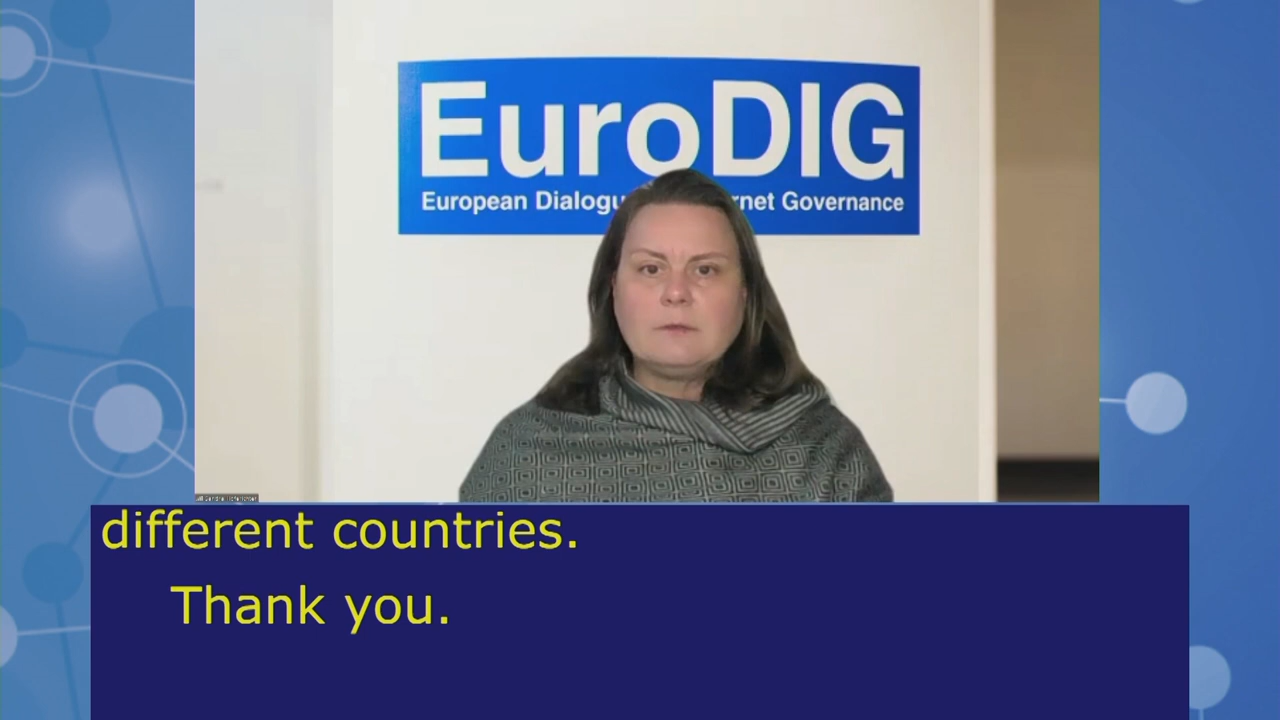 EuroDIG
European Dialogu rnet Governance
different countries.
Thank you.